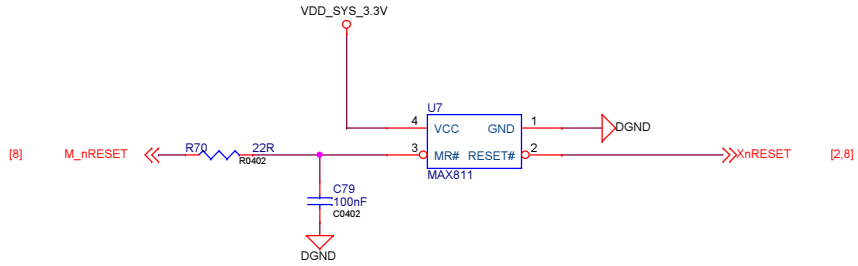 VDD_SYS_3.3V
U7
4 VCC GND 1 DGND
[8] M_nRESET R70 22R R0402 3 MR# RESET# 2 XnRESET [2,8]
MAX811
C79
100nF
C0402
DGND